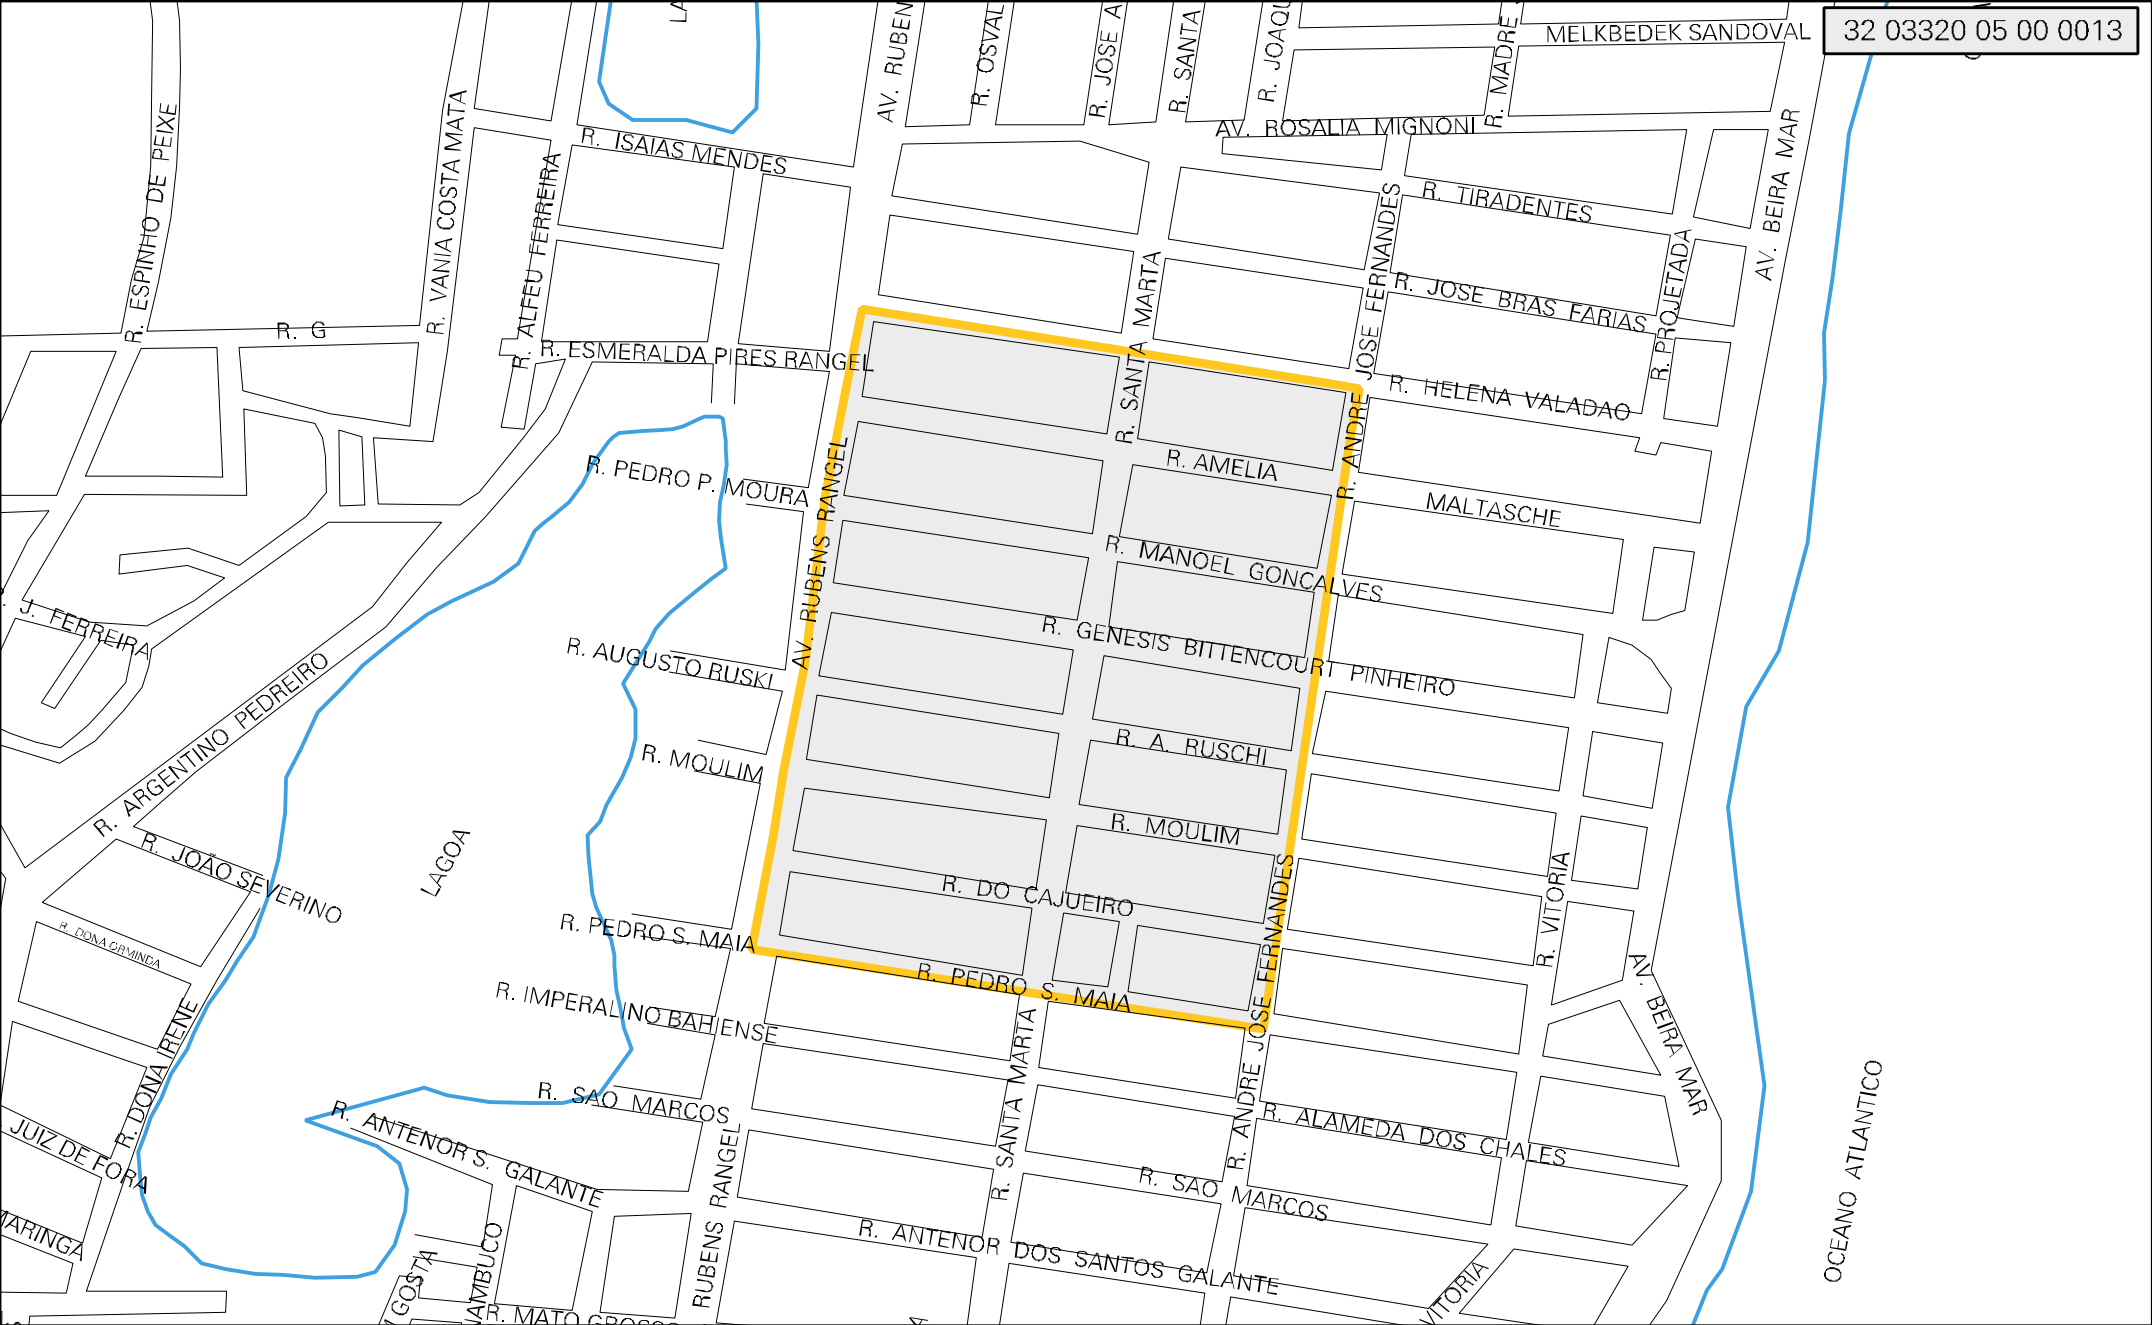 32 03320 05 00 0013
MELKBEDEK SANDOVAL
AV. RUBEN
R. OSVAL
R. JOSE A
R. SANTA
R. JOAQU
R. MADRE
AV. ROSALIA MIGNONI
R. ISAIAS MENDES
R. ESPINHO DE PEIXE
R. VANIA COSTA MATA
R. ALFEU FERREIRA
R. TIRADENTES
AV. BEIRA MAR
R. SANTA MARTA
R. ANDRE JOSE FERNANDES
R. JOSE BRAS FARIAS
R. PROJETADA
R. G
R. ESMERALDA PIRES RANGEL
R. HELENA VALADAO
R. PEDRO P. MOURA
R. AMELIA
MALTASCHE
AV. RUBENS RANGEL
R. MANOEL GONCALVES
J. FERREIRA
R. GENESIS BITTENCOURT PINHEIRO
R. AUGUSTO RUSKI
R. ARGENTINO PEDREIRO
R. A. RUSCHI
R. MOULIM
R. MOULIM
R. JOÃO SEVERINO
LAGOA
R. VITORIA
R. DO CAJUEIRO
R. PEDRO S. MAIA
R. DONA ORMINDA
R. PEDRO S. MAIA
R. IMPERALINO BAHIENSE
AV. BEIRA MAR
R. DONA IRENE
R. SANTA MARTA
R. ANDRE JOSE FERNANDES
R. SAO MARCOS
R. ANTENOR S. GALANTE
R. ALAMEDA DOS CHALES
JUIZ DE FORA
R. SAO MARCOS
OCEANO ATLANTICO
RUBENS RANGEL
R. ANTENOR DOS SANTOS GALANTE
MARINGA
GOSTA
NAMBUCO
VITORIA
R. MATO GROSSO